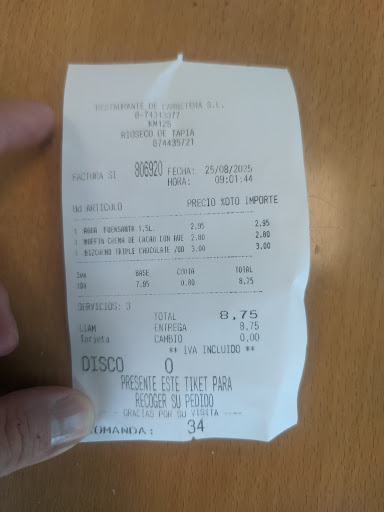 RESTAURANTE DE CARRETERA S.L.
B-74343377
KM125
RIOSECO DE TAPIA
874435721
FACTURA SI 806920 FECHA: 25/08/2025
HORA: 09:01:44
Ud ARTICULO PRECIO %DTO IMPORTE
1 AGUA FUENSANTA 1,5L. 2.95 2.95
1 MUFFIN CREMA DE CACAO CON AVE 2.80 2.80
1 BIZCOCHO TRIPLE CHOCOLATE 70G 3.00 3.00
IVA BASE CUOTA TOTAL
10% 7.95 0.80 8.75
SERVICIOS: 3
TOTAL 8,75
LIAM ENTREGA 8,75
Tarjeta CAMBIO 0,00
** IVA INCLUIDO **
DISCO 0
PRESENTE ESTE TIKET PARA
RECOGER SU PEDIDO
---- GRACIAS POR SU VISITA ----
COMANDA: 34